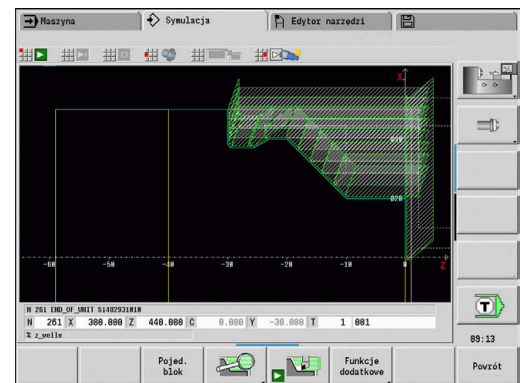 Maszyna
Symulacja
Edytor narzędzi
X
020
-60
-50
-40
-30
-20
-10
0
Z
N 261 END_OF_UNIT
N 261 X 300.000 Z 440.000 C 0.000 Y -30.000 T 1 001
% z_welle
T
09:13
Pojed. blok
Funkcje dodatkowe
Powrót